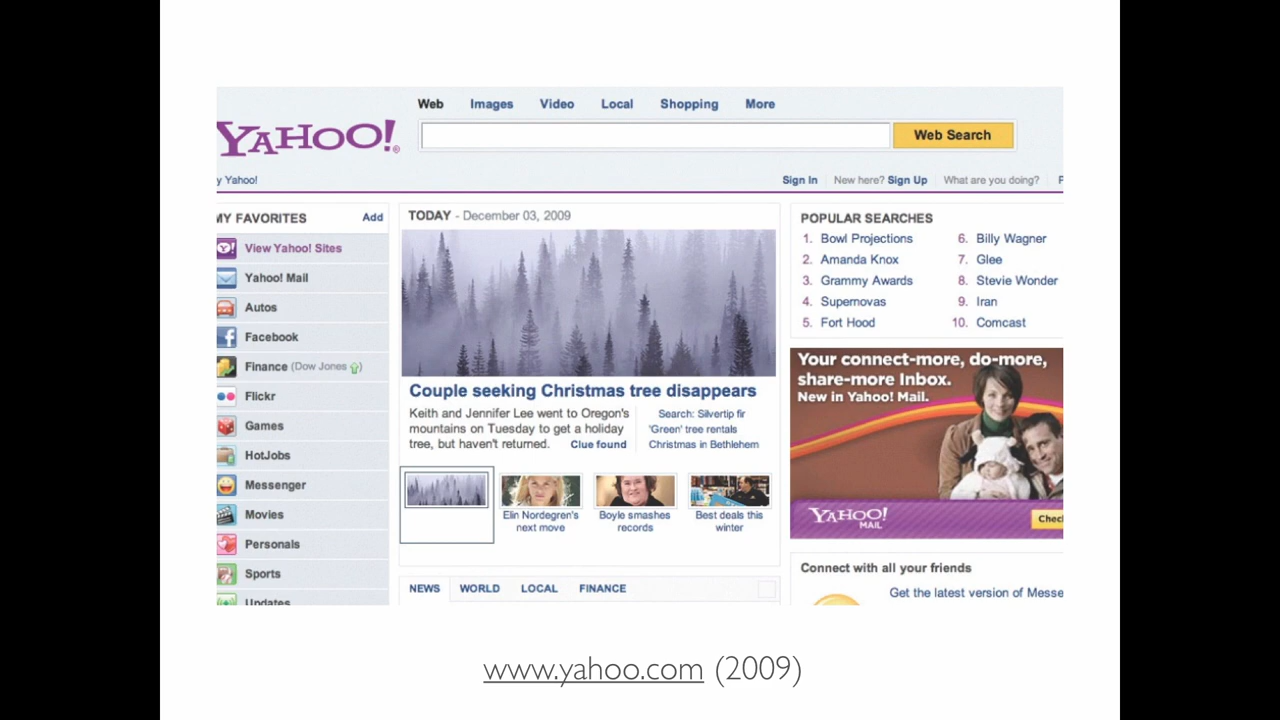 Web Images Video Local Shopping More
YAHOO!®
Web Search
y Yahoo!
Sign In New here? Sign Up What are you doing?
MY FAVORITES Add
View Yahoo! Sites
Yahoo! Mail
Autos
Facebook
Finance (Dow Jones )
Flickr
Games
HotJobs
Messenger
Movies
Personals
Sports
Updates
TODAY - December 03, 2009
Couple seeking Christmas tree disappears
Keith and Jennifer Lee went to Oregon's
mountains on Tuesday to get a holiday
tree, but haven't returned. Clue found
Search: Silvertip fir
'Green' tree rentals
Christmas in Bethlehem
Elin Nordegren's
next move
Boyle smashes
records
Best deals this
winter
NEWS WORLD LOCAL FINANCE
POPULAR SEARCHES
1. Bowl Projections
2. Amanda Knox
3. Grammy Awards
4. Supernovas
5. Fort Hood
6. Billy Wagner
7. Glee
8. Stevie Wonder
9. Iran
10. Comcast
Your connect-more, do-more,
share-more Inbox.
New in Yahoo! Mail.
YAHOO!
MAIL
Connect with all your friends
Get the latest version of Messe
www.yahoo.com (2009)